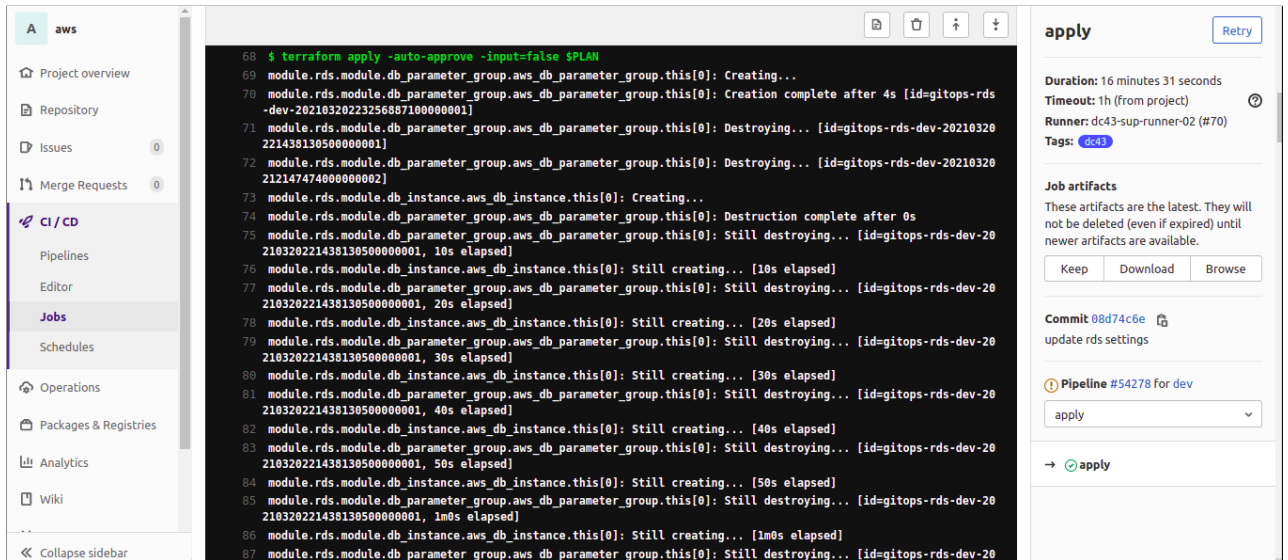 A aws
Project overview
Repository
Issues 0
Merge Requests 0
CI / CD
Pipelines
Editor
Jobs
Schedules
Operations
Packages & Registries
Analytics
Wiki
Collapse sidebar
68 $ terraform apply -auto-approve -input=false $PLAN
69 module.rds.module.db_parameter_group.aws_db_parameter_group.this[0]: Creating...
70 module.rds.module.db_parameter_group.aws_db_parameter_group.this[0]: Creation complete after 4s [id=gitops-rds
-dev-20210320223256887100000001]
71 module.rds.module.db_parameter_group.aws_db_parameter_group.this[0]: Destroying... [id=gitops-rds-dev-20210320
221438130500000001]
72 module.rds.module.db_parameter_group.aws_db_parameter_group.this[0]: Destroying... [id=gitops-rds-dev-20210320
212147474000000002]
73 module.rds.module.db_instance.aws_db_instance.this[0]: Creating...
74 module.rds.module.db_parameter_group.aws_db_parameter_group.this[0]: Destruction complete after 0s
75 module.rds.module.db_parameter_group.aws_db_parameter_group.this[0]: Still destroying... [id=gitops-rds-dev-20
210320221438130500000001, 10s elapsed]
76 module.rds.module.db_instance.aws_db_instance.this[0]: Still creating... [10s elapsed]
77 module.rds.module.db_parameter_group.aws_db_parameter_group.this[0]: Still destroying... [id=gitops-rds-dev-20
210320221438130500000001, 20s elapsed]
78 module.rds.module.db_instance.aws_db_instance.this[0]: Still creating... [20s elapsed]
79 module.rds.module.db_parameter_group.aws_db_parameter_group.this[0]: Still destroying... [id=gitops-rds-dev-20
210320221438130500000001, 30s elapsed]
80 module.rds.module.db_instance.aws_db_instance.this[0]: Still creating... [30s elapsed]
81 module.rds.module.db_parameter_group.aws_db_parameter_group.this[0]: Still destroying... [id=gitops-rds-dev-20
210320221438130500000001, 40s elapsed]
82 module.rds.module.db_instance.aws_db_instance.this[0]: Still creating... [40s elapsed]
83 module.rds.module.db_parameter_group.aws_db_parameter_group.this[0]: Still destroying... [id=gitops-rds-dev-20
210320221438130500000001, 50s elapsed]
84 module.rds.module.db_instance.aws_db_instance.this[0]: Still creating... [50s elapsed]
85 module.rds.module.db_parameter_group.aws_db_parameter_group.this[0]: Still destroying... [id=gitops-rds-dev-20
210320221438130500000001, 1m0s elapsed]
86 module.rds.module.db_instance.aws_db_instance.this[0]: Still creating... [1m0s elapsed]
87 module.rds.module.db_parameter_group.aws_db_parameter_group.this[0]: Still destroying... [id=gitops-rds-dev-20
apply
Retry
Duration: 16 minutes 31 seconds
Timeout: 1h (from project)
Runner: dc43-sup-runner-02 (#70)
Tags: dc43
Job artifacts
These artifacts are the latest. They will
not be deleted (even if expired) until
newer artifacts are available.
Keep Download Browse
Commit 08d74c6e
update rds settings
Pipeline #54278 for dev
apply
→ apply